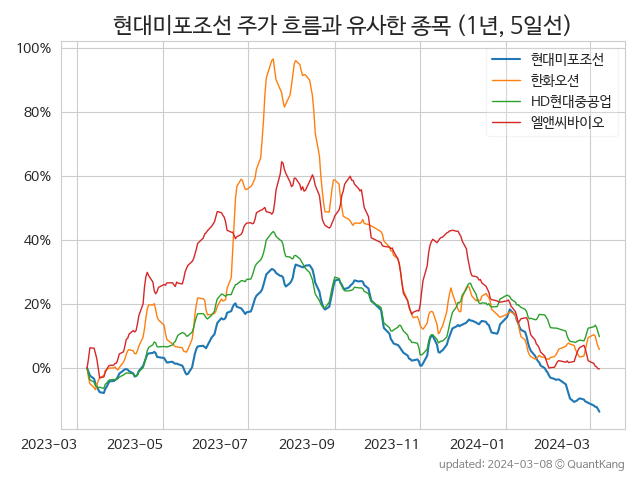 현대미포조선 주가 흐름과 유사한 종목 (1년, 5일선)
현대미포조선
한화오션
HD현대중공업
엘앤씨바이오
100%
80%
60%
40%
20%
0%
2023-03 2023-05 2023-07 2023-09 2023-11 2024-01 2024-03
updated: 2024-03-08 © QuantKang